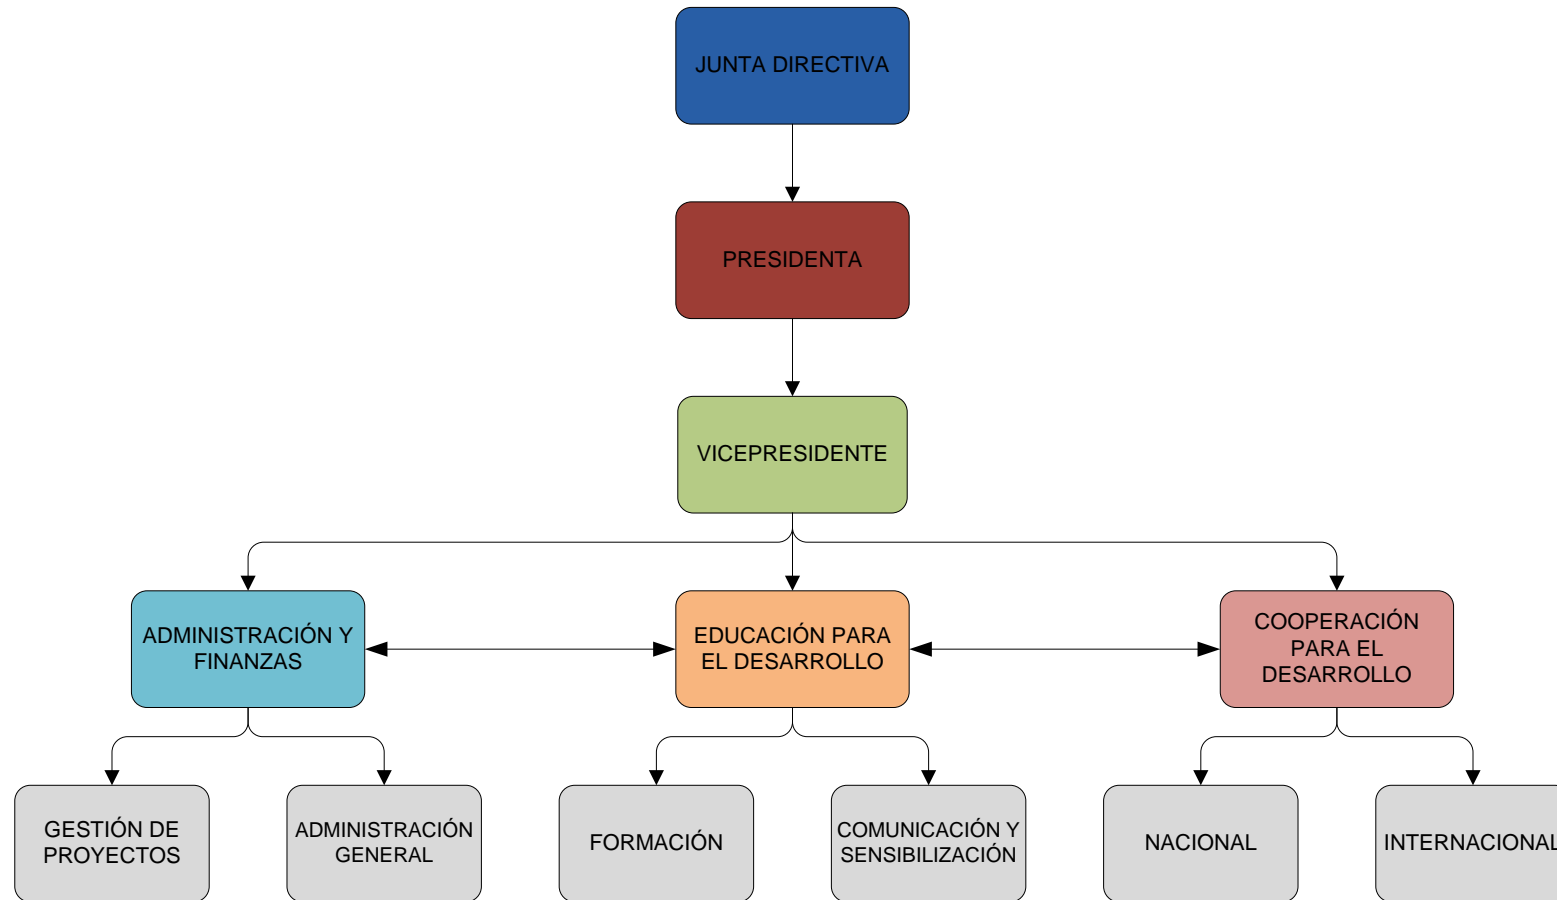 JUNTA DIRECTIVA
PRESIDENTA
VICEPRESIDENTE
ADMINISTRACIÓN Y
FINANZAS
EDUCACIÓN PARA
EL DESARROLLO
COOPERACIÓN
PARA EL
DESARROLLO
GESTIÓN DE
PROYECTOS
ADMINISTRACIÓN
GENERAL
FORMACIÓN
COMUNICACIÓN Y
SENSIBILIZACIÓN
NACIONAL
INTERNACIONAL